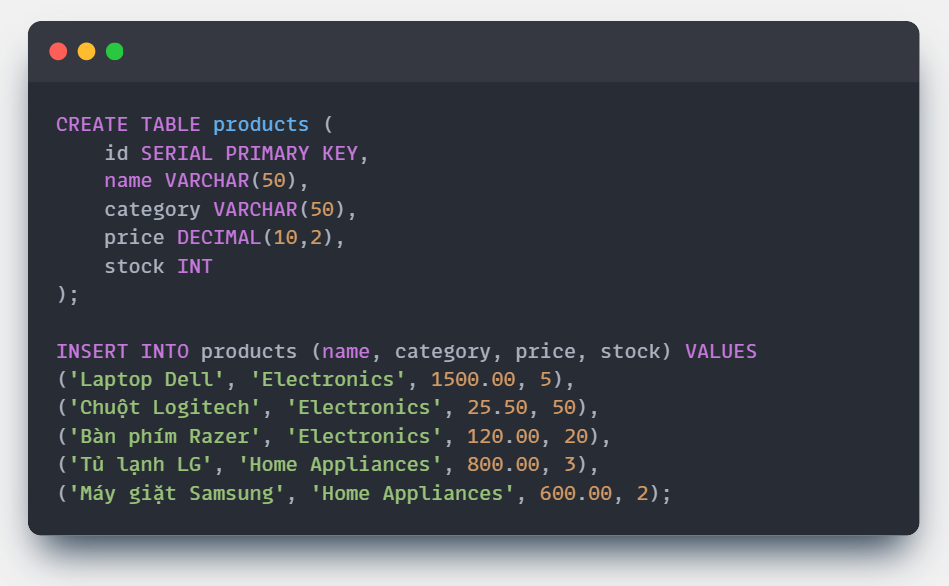 CREATE TABLE products (
    id SERIAL PRIMARY KEY,
    name VARCHAR(50),
    category VARCHAR(50),
    price DECIMAL(10,2),
    stock INT
);

INSERT INTO products (name, category, price, stock) VALUES
('Laptop Dell', 'Electronics', 1500.00, 5),
('Chuột Logitech', 'Electronics', 25.50, 50),
('Bàn phím Razer', 'Electronics', 120.00, 20),
('Tủ lạnh LG', 'Home Appliances', 800.00, 3),
('Máy giặt Samsung', 'Home Appliances', 600.00, 2);